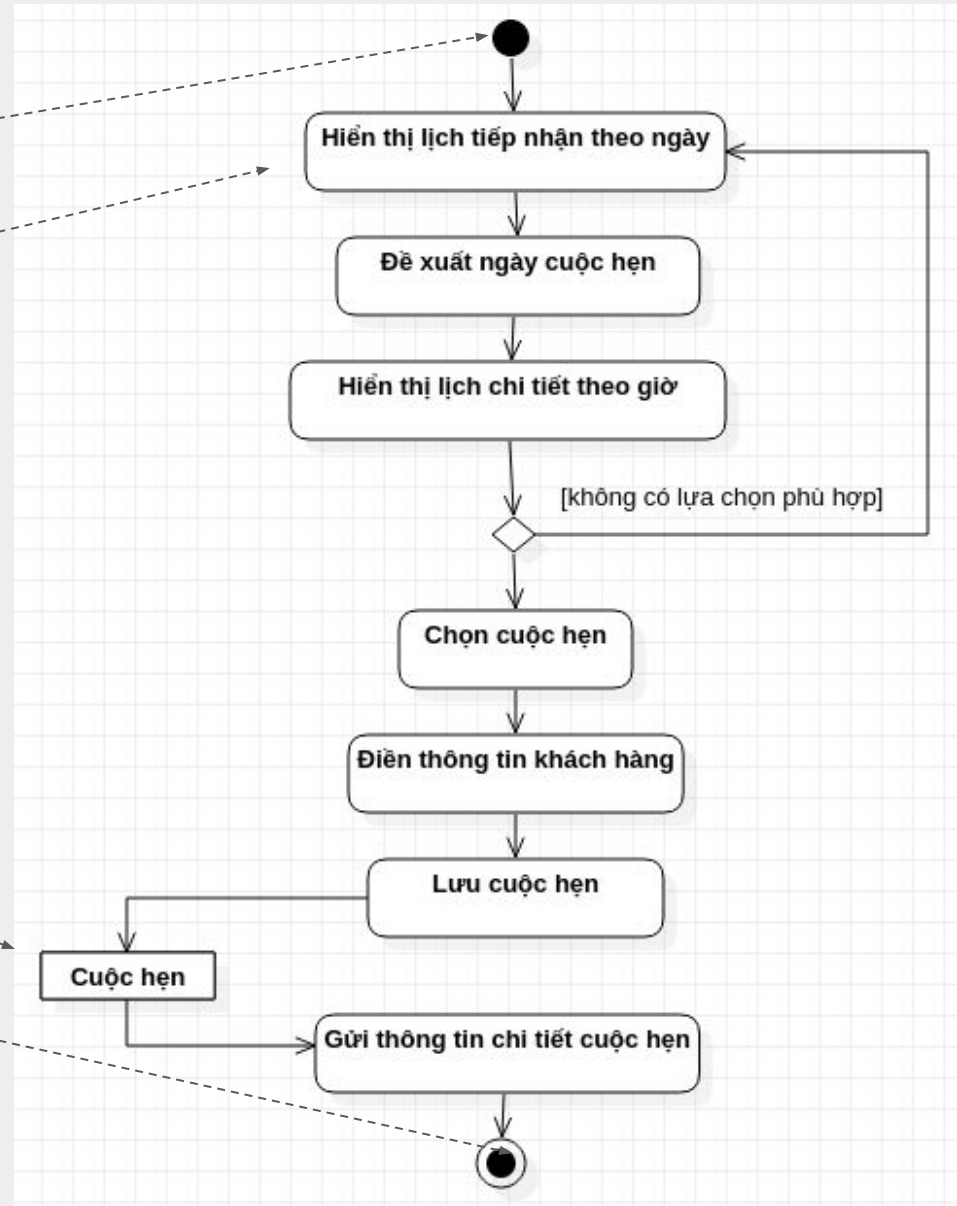 Hiển thị lịch tiếp nhận theo ngày
Đề xuất ngày cuộc hẹn
Hiển thị lịch chi tiết theo giờ
[không có lựa chọn phù hợp]
Chọn cuộc hẹn
Điền thông tin khách hàng
Lưu cuộc hẹn
Cuộc hẹn
Gửi thông tin chi tiết cuộc hẹn